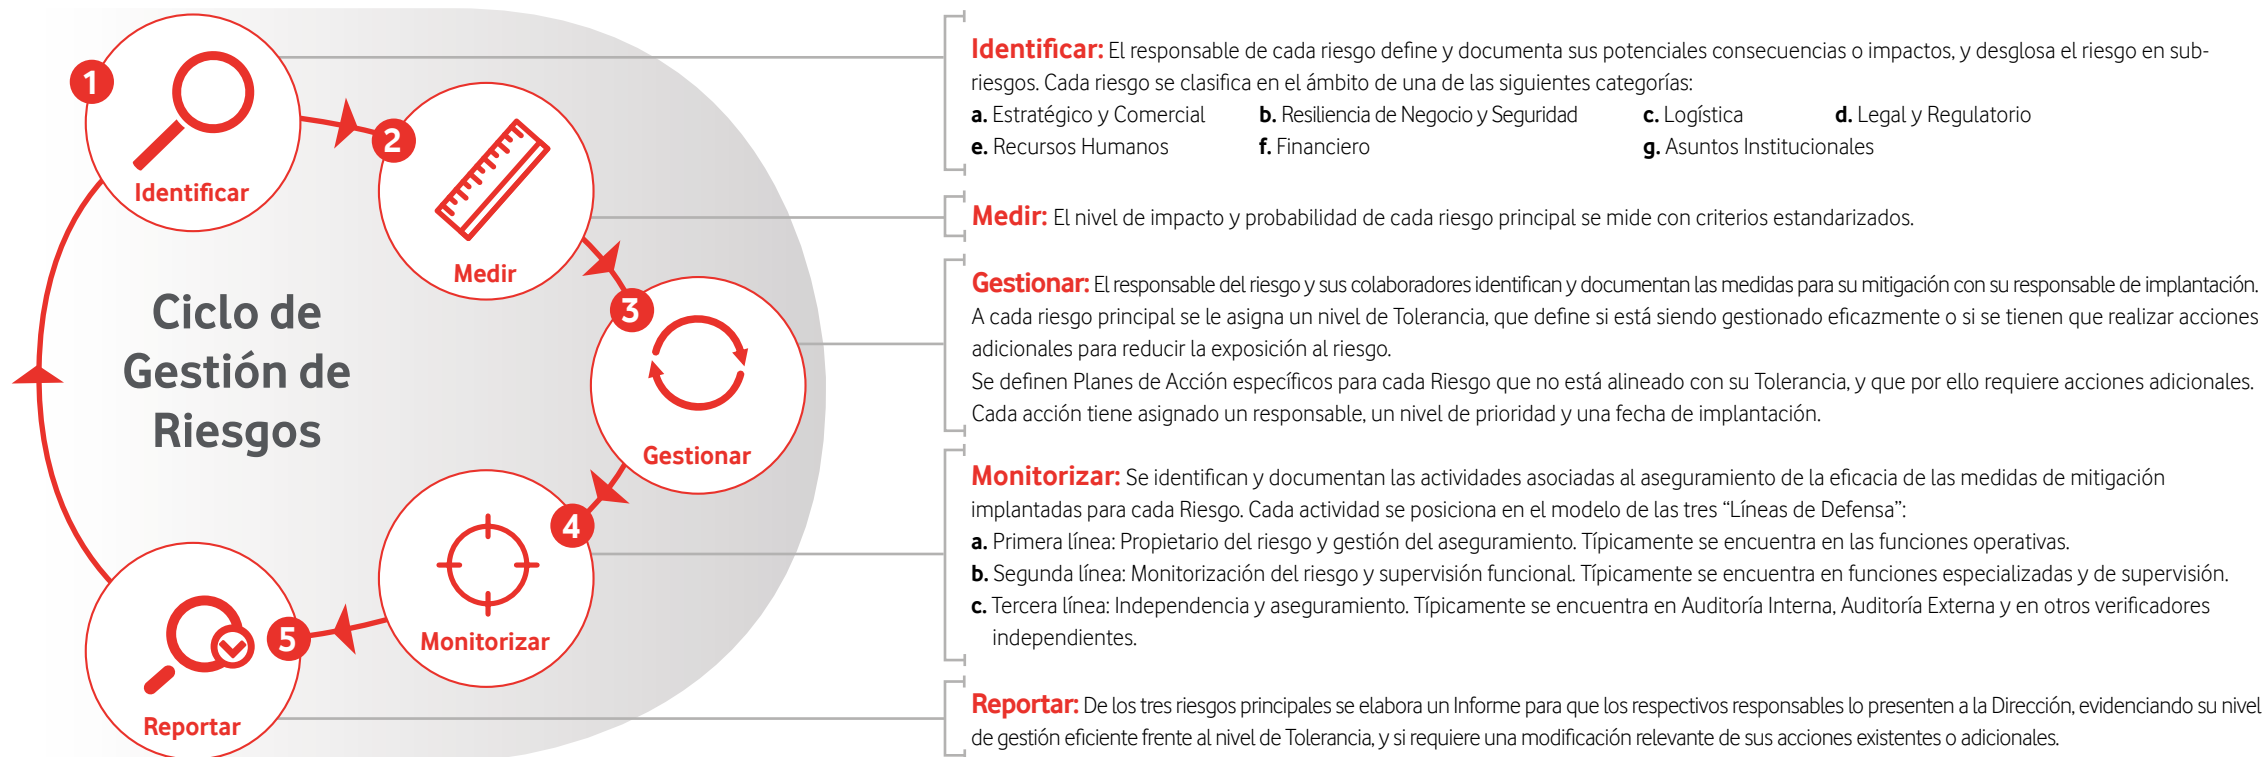 1
Identificar
2
Medir
3
Gestionar
4
Monitorizar
5
Reportar
Ciclo de
Gestión de
Riesgos
Identificar: El responsable de cada riesgo define y documenta sus potenciales consecuencias o impactos, y desglosa el riesgo en sub-
riesgos. Cada riesgo se clasifica en el ámbito de una de las siguientes categorías:
a. Estratégico y Comercial b. Resiliencia de Negocio y Seguridad c. Logística d. Legal y Regulatorio
e. Recursos Humanos f. Financiero g. Asuntos Institucionales
Medir: El nivel de impacto y probabilidad de cada riesgo principal se mide con criterios estandarizados.
Gestionar: El responsable del riesgo y sus colaboradores identifican y documentan las medidas para su mitigación con su responsable de implantación.
A cada riesgo principal se le asigna un nivel de Tolerancia, que define si está siendo gestionado eficazmente o si se tienen que realizar acciones
adicionales para reducir la exposición al riesgo.
Se definen Planes de Acción específicos para cada Riesgo que no está alineado con su Tolerancia, y que por ello requiere acciones adicionales.
Cada acción tiene asignado un responsable, un nivel de prioridad y una fecha de implantación.
Monitorizar: Se identifican y documentan las actividades asociadas al aseguramiento de la eficacia de las medidas de mitigación
implantadas para cada Riesgo. Cada actividad se posiciona en el modelo de las tres “Líneas de Defensa”:
a. Primera línea: Propietario del riesgo y gestión del aseguramiento. Típicamente se encuentra en las funciones operativas.
b. Segunda línea: Monitorización del riesgo y supervisión funcional. Típicamente se encuentra en funciones especializadas y de supervisión.
c. Tercera línea: Independencia y aseguramiento. Típicamente se encuentra en Auditoría Interna, Auditoría Externa y en otros verificadores
independientes.
Reportar: De los tres riesgos principales se elabora un Informe para que los respectivos responsables lo presenten a la Dirección, evidenciando su nivel
de gestión eficiente frente al nivel de Tolerancia, y si requiere una modificación relevante de sus acciones existentes o adicionales.